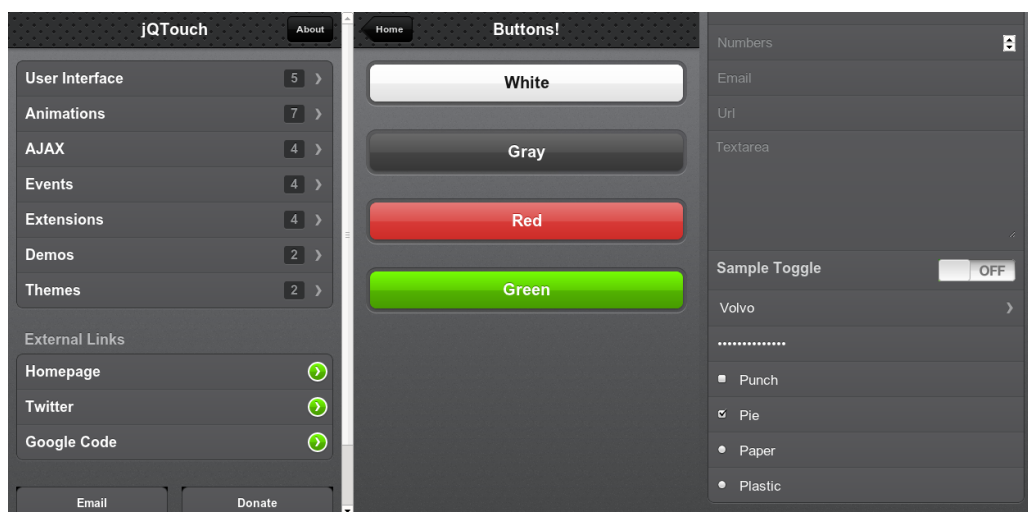 jQTouch
About
User Interface 5
Animations 7
AJAX 4
Events 4
Extensions 4
Demos 2
Themes 2
External Links
Homepage
Twitter
Google Code
Email
Donate
Home
Buttons!
White
Gray
Red
Green
Numbers
Email
Url
Textarea
Sample Toggle OFF
Volvo
••••••••••••••
Punch
Pie
Paper
Plastic